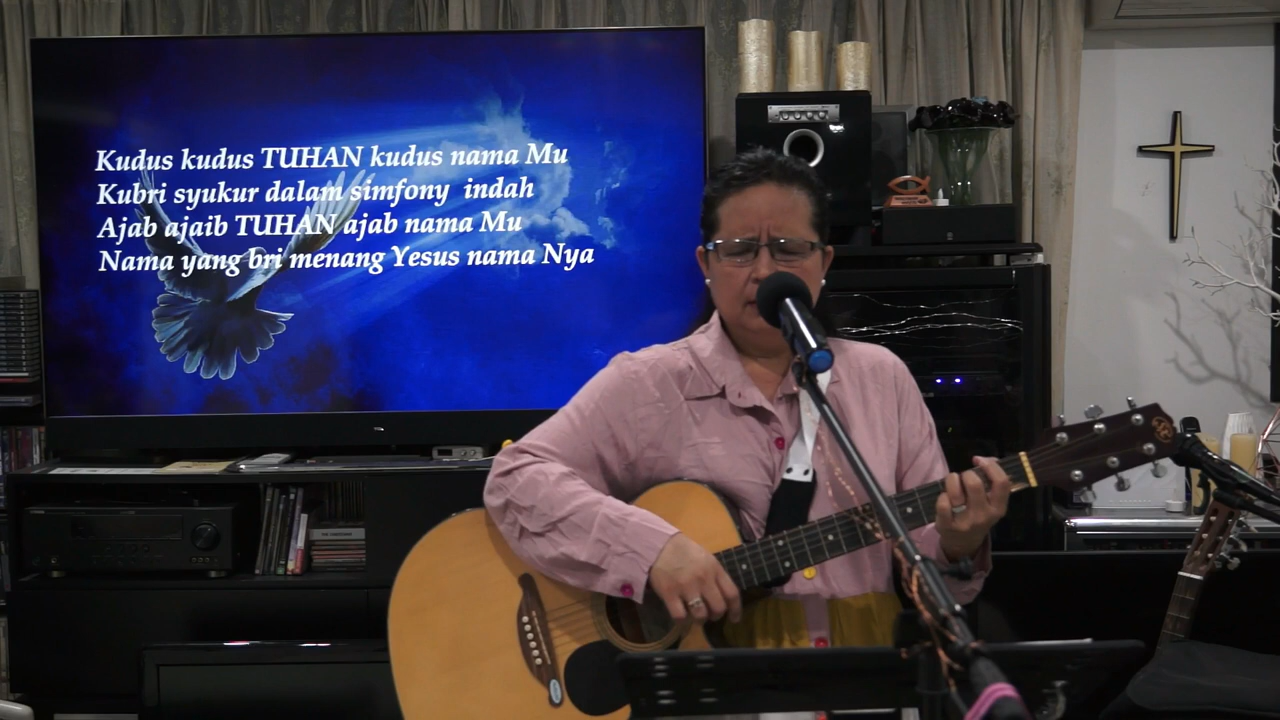 Kudus kudus TUHAN kudus nama Mu
Kubri syukur dalam simfony indah
Ajab ajaib TUHAN ajab nama Mu
Nama yang bri menang Yesus nama Nya